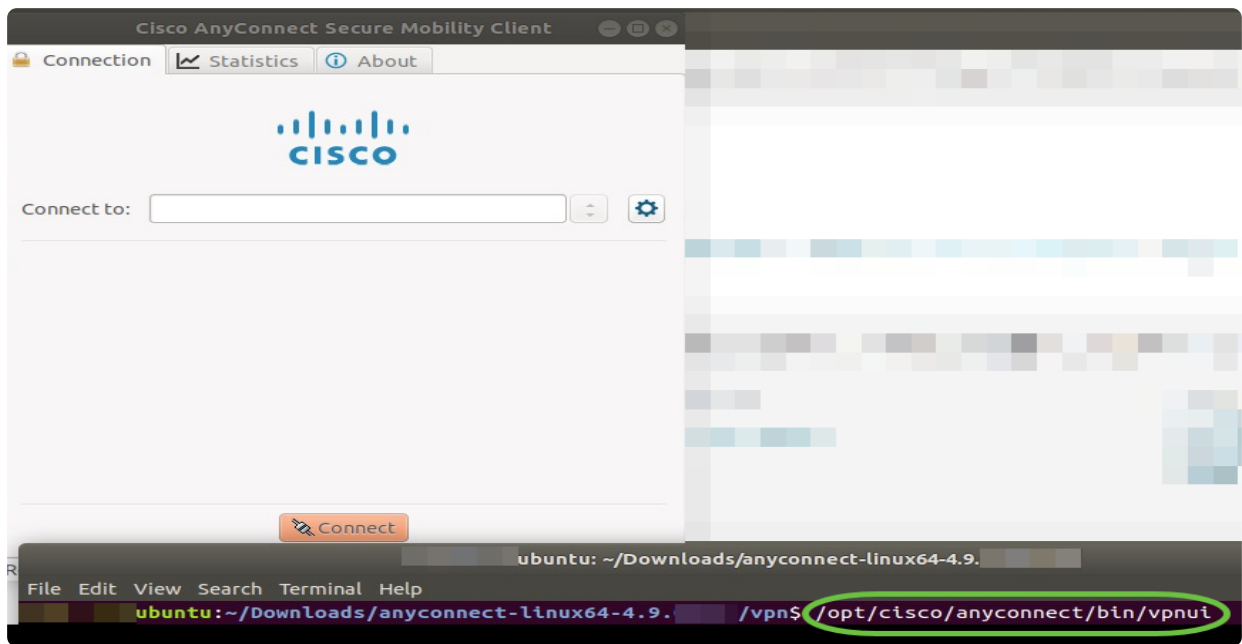 Cisco AnyConnect Secure Mobility Client
Connection Statistics About
CISCO
Connect to:
Connect
ubuntu: ~/Downloads/anyconnect-linux64-4.9.
File Edit View Search Terminal Help
ubuntu:~/Downloads/anyconnect-linux64-4.9. /vpn$ /opt/cisco/anyconnect/bin/vpnui